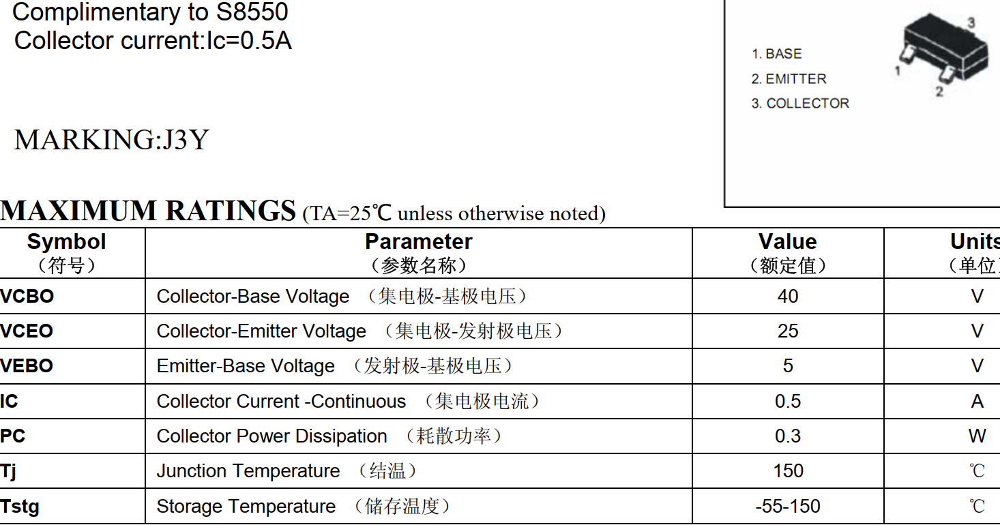 Complimentary to S8550
Collector current:Ic=0.5A
3
1. BASE
1
2. EMITTER
2
3. COLLECTOR
MARKING:J3Y
MAXIMUM RATINGS (TA=25℃ unless otherwise noted)
Symbol Parameter Value Units
（符号） （参数名称） （额定值） （单位）
VCBO Collector-Base Voltage （集电极-基极电压） 40 V
VCEO Collector-Emitter Voltage （集电极-发射极电压） 25 V
VEBO Emitter-Base Voltage （发射极-基极电压） 5 V
IC Collector Current -Continuous （集电极电流） 0.5 A
PC Collector Power Dissipation （耗散功率） 0.3 W
Tj Junction Temperature （结温） 150 ℃
Tstg Storage Temperature （储存温度） -55-150 ℃